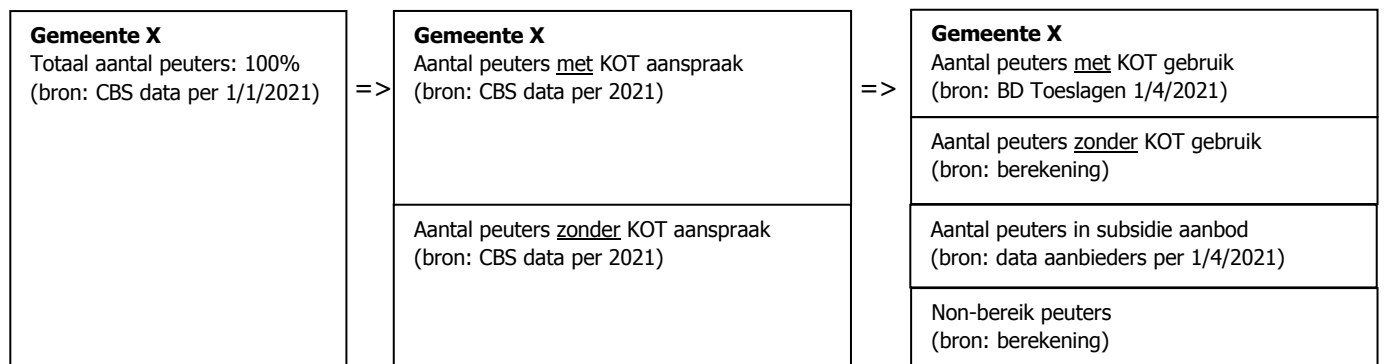 Gemeente X
Totaal aantal peuters: 100%
(bron: CBS data per 1/1/2021)
=>
Gemeente X
Aantal peuters met KOT aanspraak
(bron: CBS data per 2021)
Aantal peuters zonder KOT aanspraak
(bron: CBS data per 2021)
=>
Gemeente X
Aantal peuters met KOT gebruik
(bron: BD Toeslagen 1/4/2021)
Aantal peuters zonder KOT gebruik
(bron: berekening)
Aantal peuters in subsidie aanbod
(bron: data aanbieders per 1/4/2021)
Non-bereik peuters
(bron: berekening)